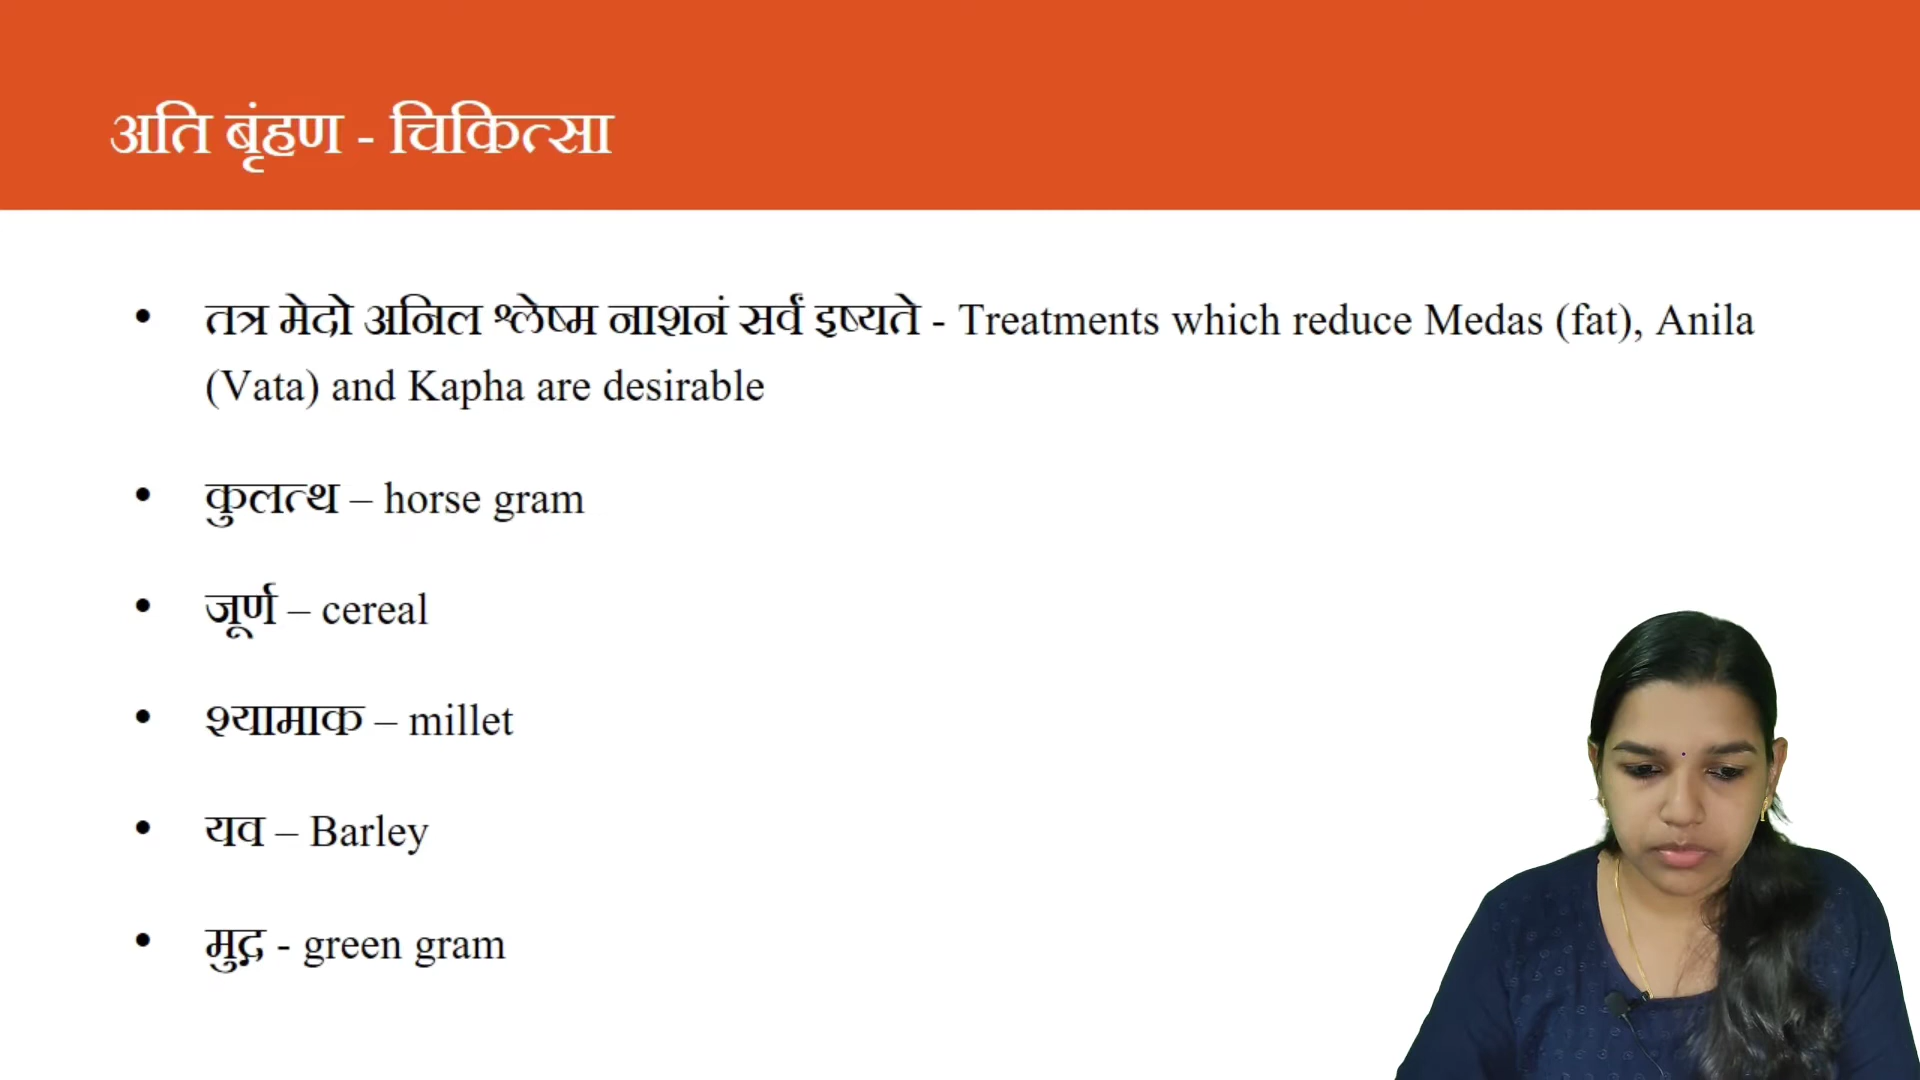 अति बृंहण - चिकित्सा
• तत्र मेदो अनिल श्लेष्म नाशनं सर्वं इष्यते - Treatments which reduce Medas (fat), Anila
(Vata) and Kapha are desirable
• कुलत्थ – horse gram
• जूर्ण – cereal
• श्यामाक – millet
• यव – Barley
• मुद्ग - green gram